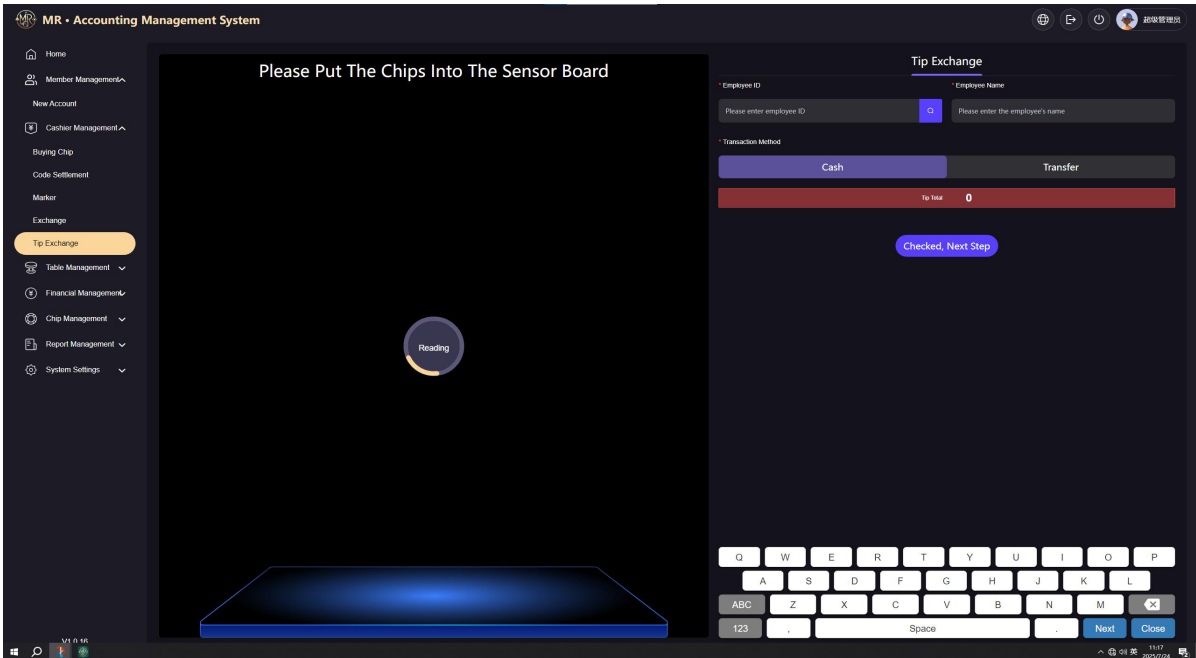 MR • Accounting Management System
超级管理员
Home
Member Management
New Account
Cashier Management
Buying Chip
Code Settlement
Marker
Exchange
Tip Exchange
Table Management
Financial Management
Chip Management
Report Management
System Settings
V1.0.16
Please Put The Chips Into The Sensor Board
Reading
Tip Exchange
* Employee ID
* Employee Name
Please enter employee ID
Please enter the employee's name
* Transaction Method
Cash
Transfer
Tip Total 0
Checked, Next Step
Q W E R T Y U I O P
A S D F G H J K L
ABC Z X C V B N M
123 , Space . Next Close
英
11:17
2025/7/24